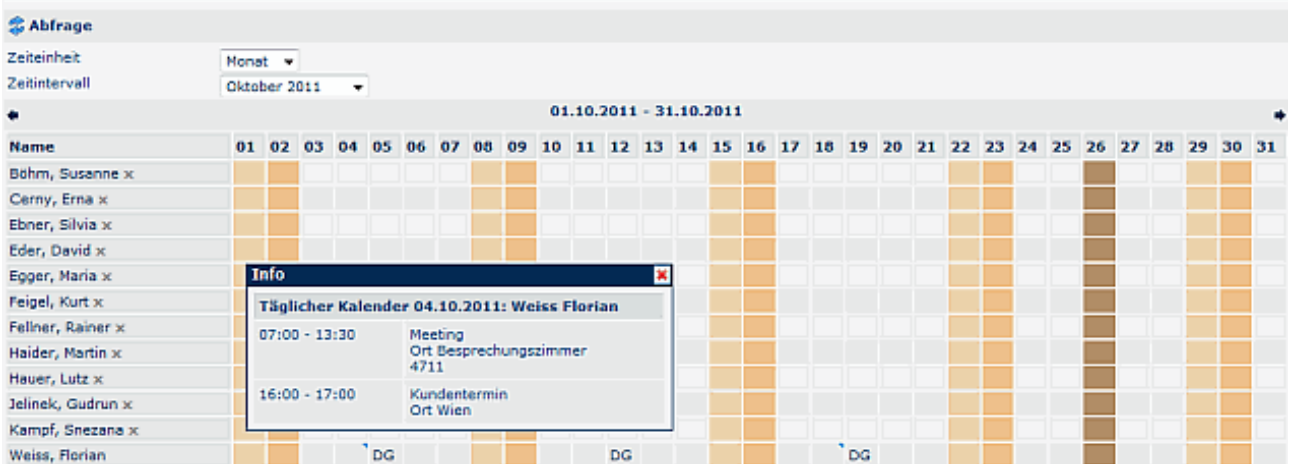 Abfrage
Zeiteinheit Monat
Zeitintervall Oktober 2011
01.10.2011 - 31.10.2011
Name 01 02 03 04 05 06 07 08 09 10 11 12 13 14 15 16 17 18 19 20 21 22 23 24 25 26 27 28 29 30 31
Böhm, Susanne x
Cerny, Erna x
Ebner, Silvia x
Eder, David x
Egger, Maria x
Feigel, Kurt x
Fellner, Rainer x
Haider, Martin x
Hauer, Lutz x
Jelinek, Gudrun x
Kampf, Snezana x
Weiss, Florian DG DG DG
Info
Täglicher Kalender 04.10.2011: Weiss Florian
07:00 - 13:30 Meeting
Ort Besprechungszimmer
4711
16:00 - 17:00 Kundentermin
Ort Wien